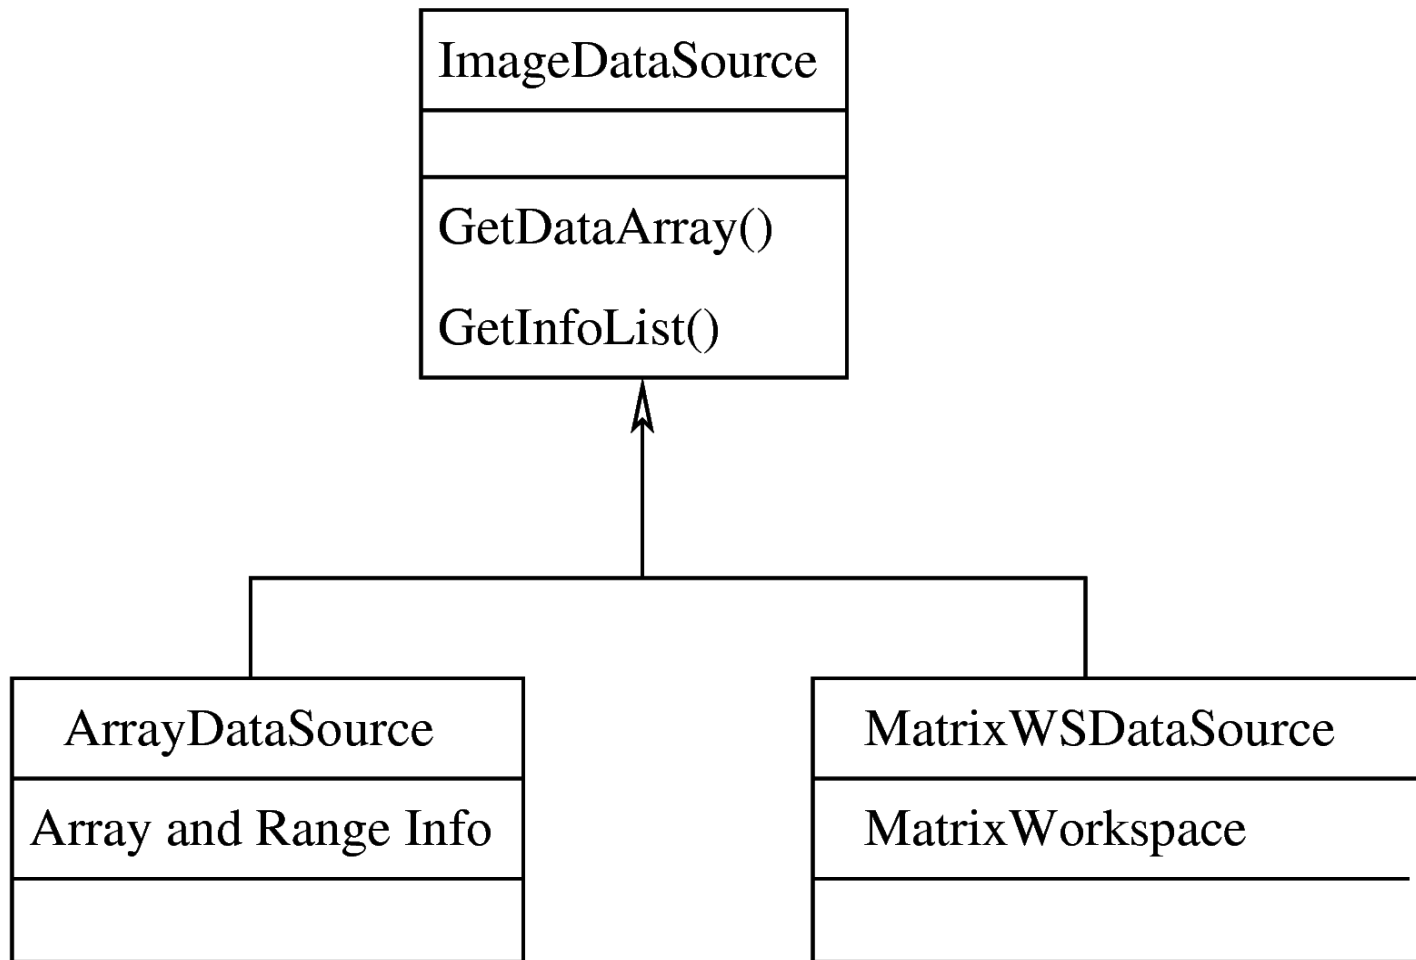 ImageDataSource
GetDataArray()
GetInfoList()
ArrayDataSource
Array and Range Info
MatrixWSDataSource
MatrixWorkspace